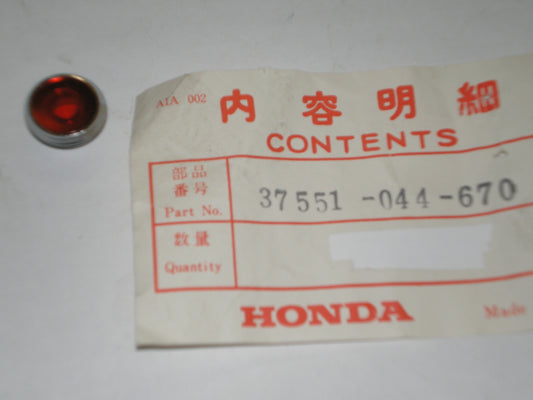 AIA 002
内容明細
CONTENTS
部品
番号
Part No.
37551-044-670
数量
Quantity
HONDA
Made